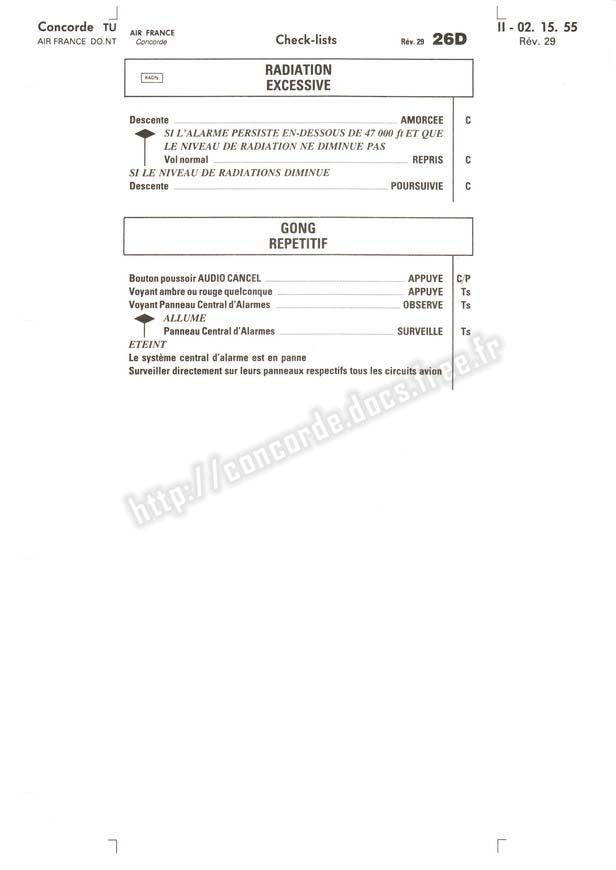 Concorde TU
AIR FRANCE DO.NT
AIR FRANCE
Concorde
Check-lists
Rév. 29 26D
II - 02. 15. 55
Rév. 29
RADN
RADIATION
EXCESSIVE
Descente AMORCEE C
SI L'ALARME PERSISTE EN-DESSOUS DE 47 000 ft ET QUE
LE NIVEAU DE RADIATION NE DIMINUE PAS
Vol normal REPRIS C
SI LE NIVEAU DE RADIATIONS DIMINUE
Descente POURSUIVIE C
GONG
REPETITIF
Bouton poussoir AUDIO CANCEL APPUYE C/P
Voyant ambre ou rouge quelconque APPUYE Ts
Voyant Panneau Central d'Alarmes OBSERVE Ts
ALLUME
Panneau Central d'Alarmes SURVEILLE Ts
ETEINT
Le système central d'alarme est en panne
Surveiller directement sur leurs panneaux respectifs tous les circuits avion
http://concorde.docs.free.fr